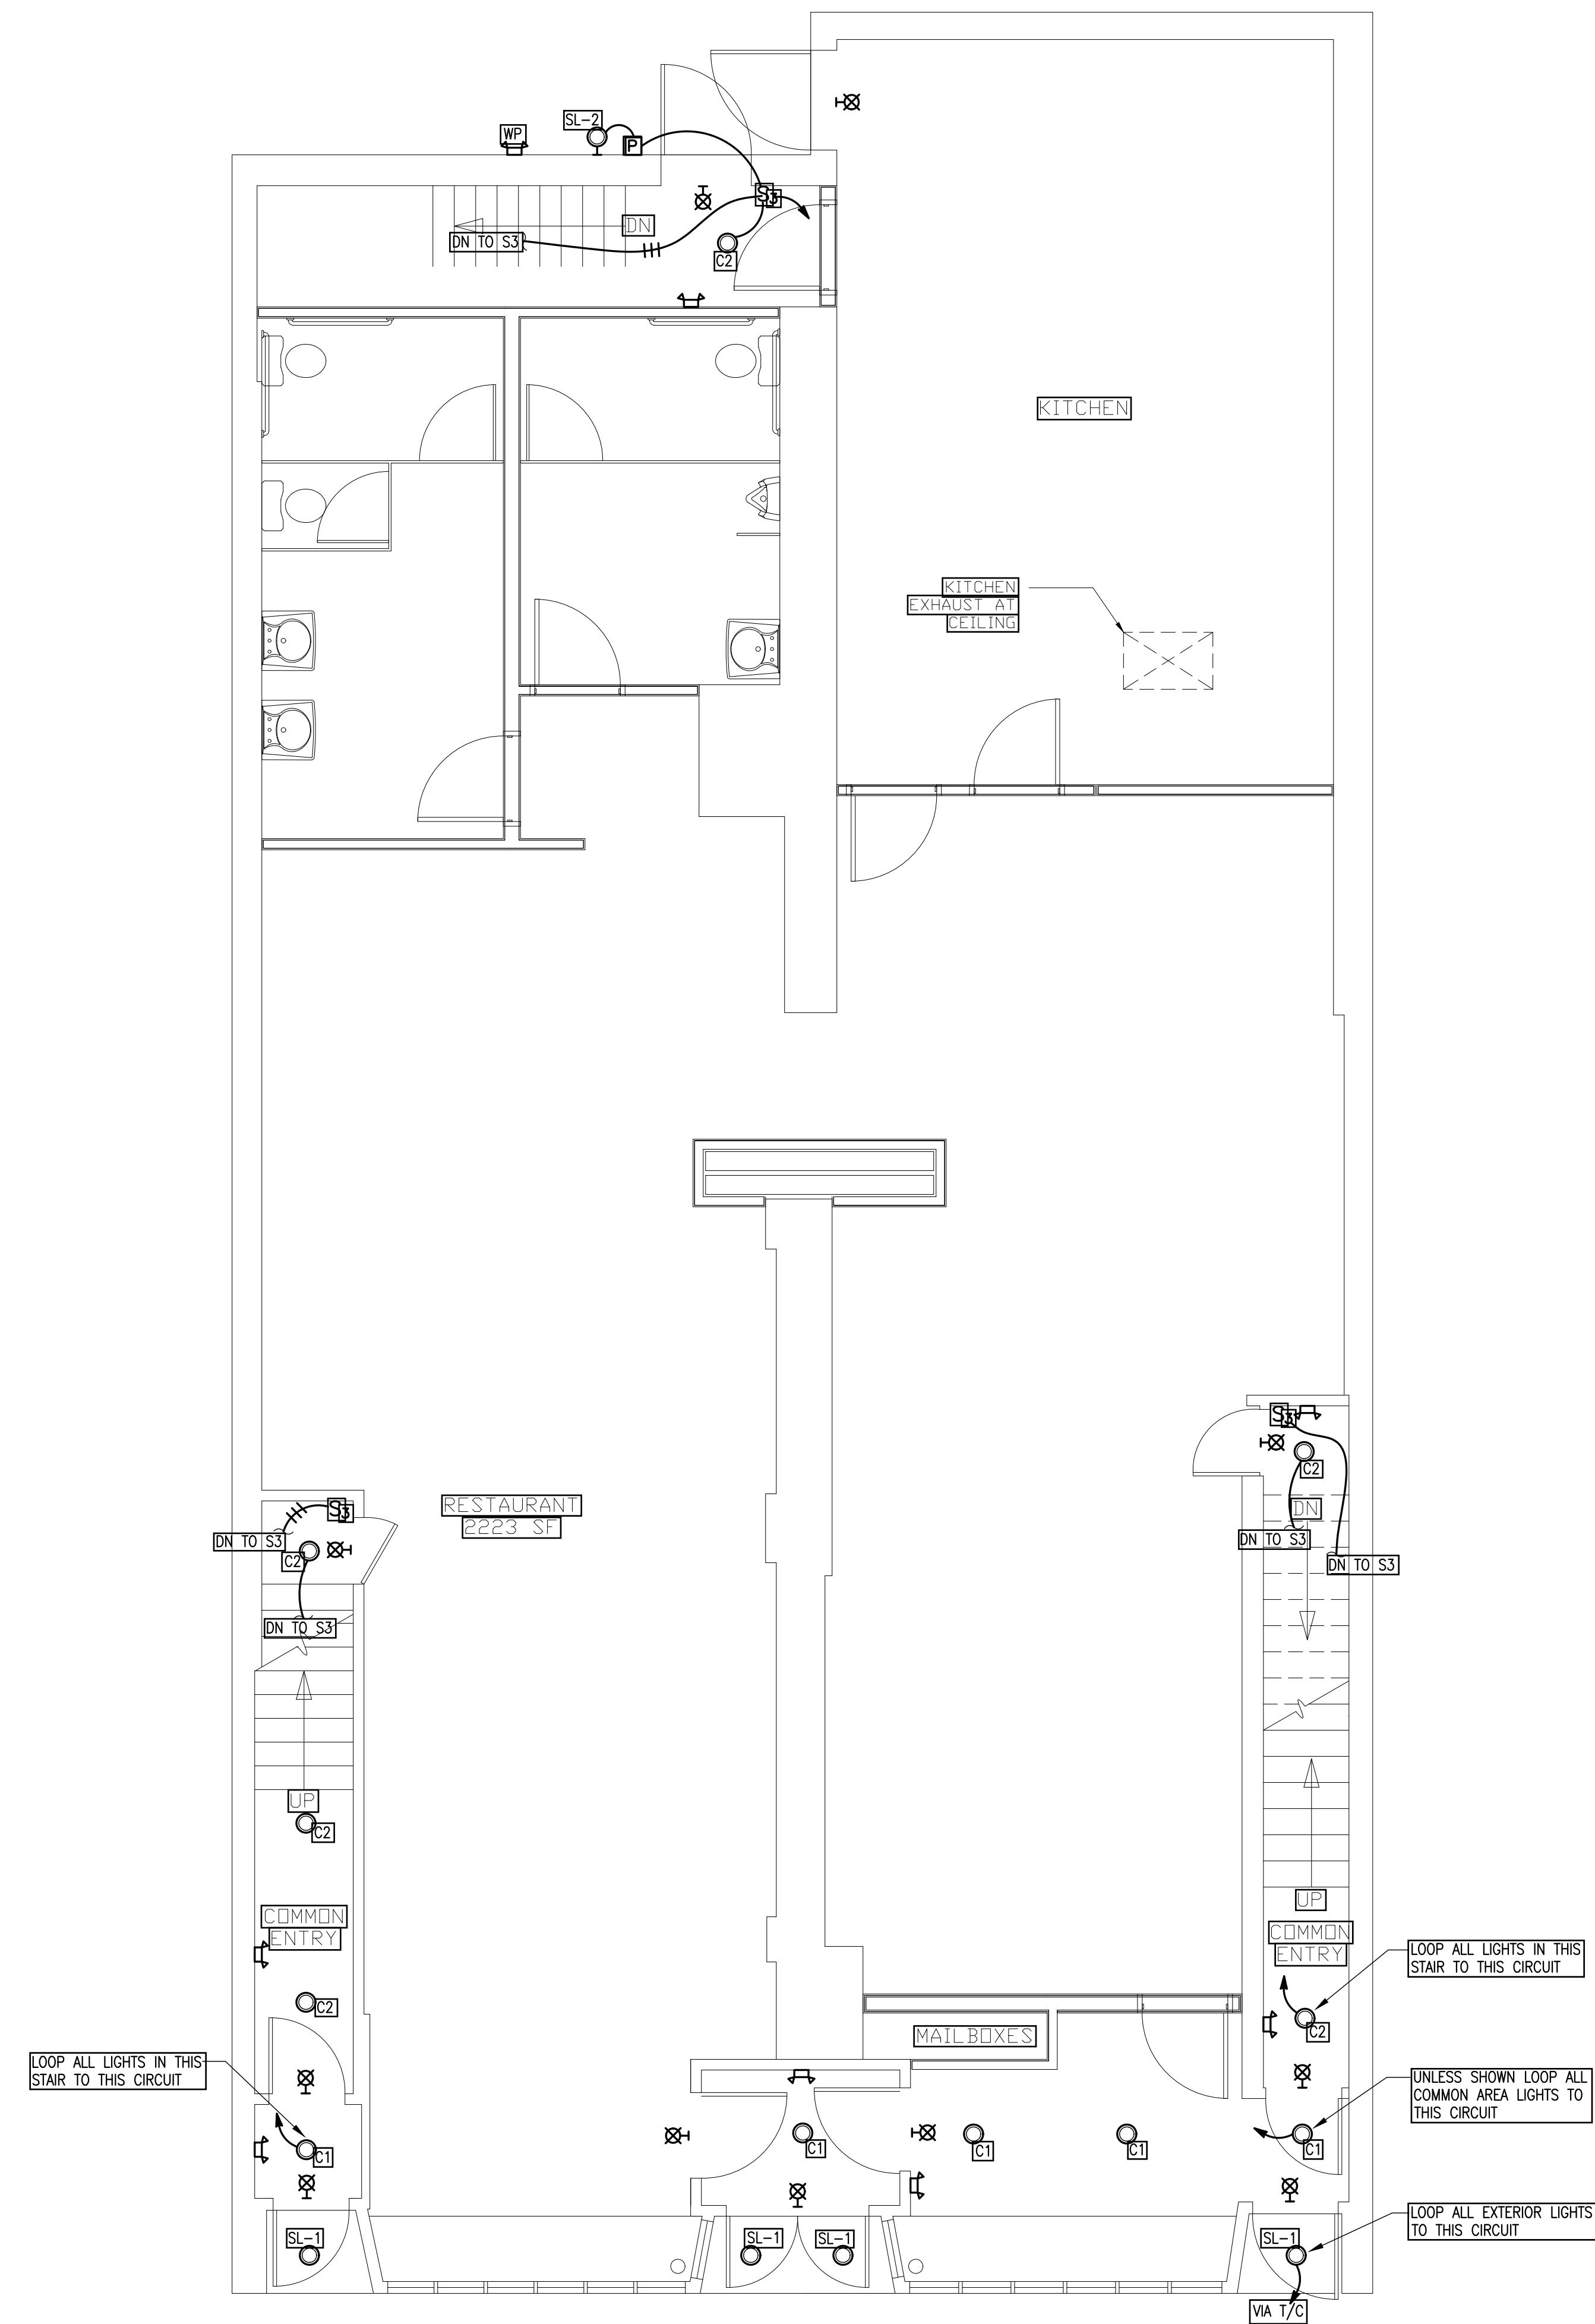 SL-2
WP
P
S3
DN
DN TO S3
C2
KITCHEN
KITCHEN
EXHAUST AT
CEILING
S3
C2
DN
DN TO S3
DN TO S3
RESTAURANT
2223 SF
S3
DN TO S3
C2
DN TO S3
UP
C2
COMMON
ENTRY
C2
UP
COMMON
ENTRY
LOOP ALL LIGHTS IN THIS
STAIR TO THIS CIRCUIT
C2
MAILBOXES
LOOP ALL LIGHTS IN THIS
STAIR TO THIS CIRCUIT
UNLESS SHOWN LOOP ALL
COMMON AREA LIGHTS TO
THIS CIRCUIT
C1
C1
C1
C1
C1
LOOP ALL EXTERIOR LIGHTS
TO THIS CIRCUIT
SL-1
SL-1
SL-1
SL-1
VIA T/C